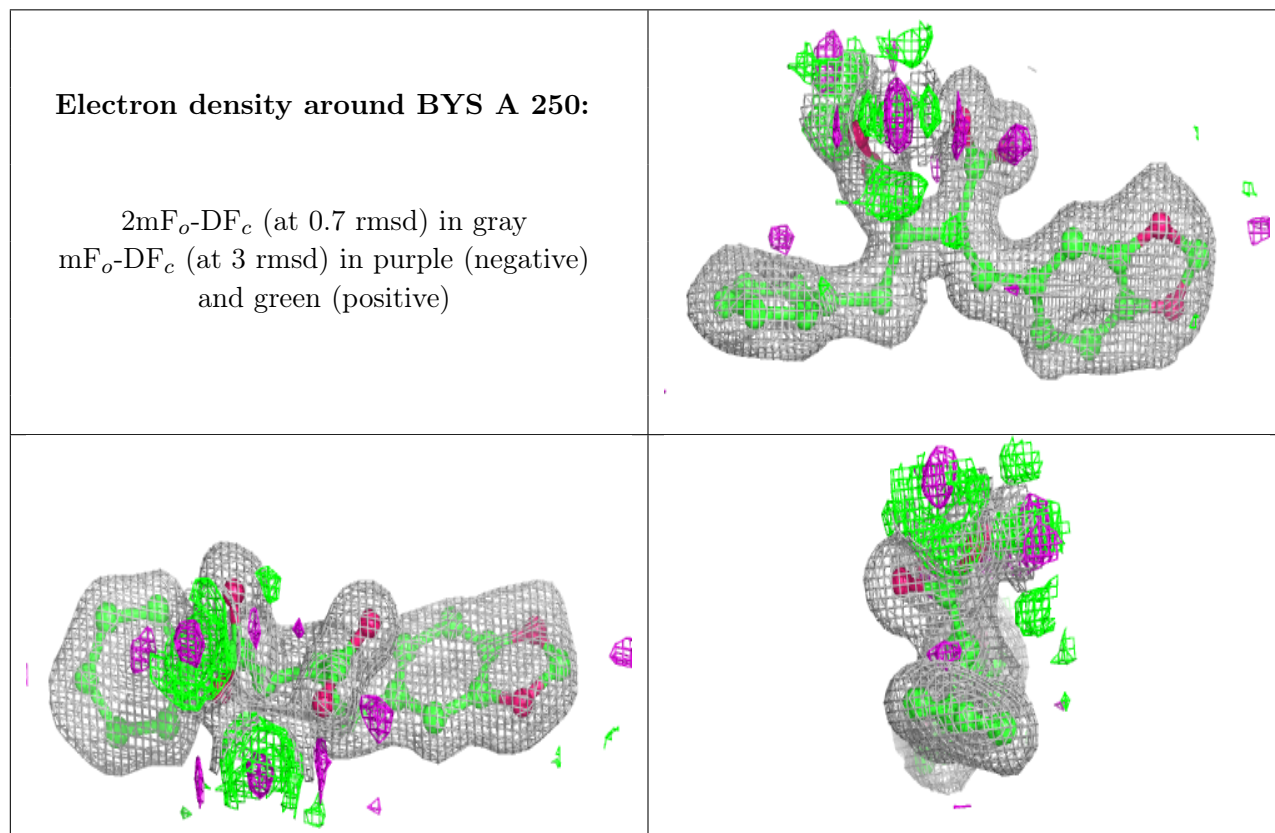 Electron density around BYS A 250:
2mFₒ-DF𝒸 (at 0.7 rmsd) in gray
mFₒ-DF𝒸 (at 3 rmsd) in purple (negative)
and green (positive)